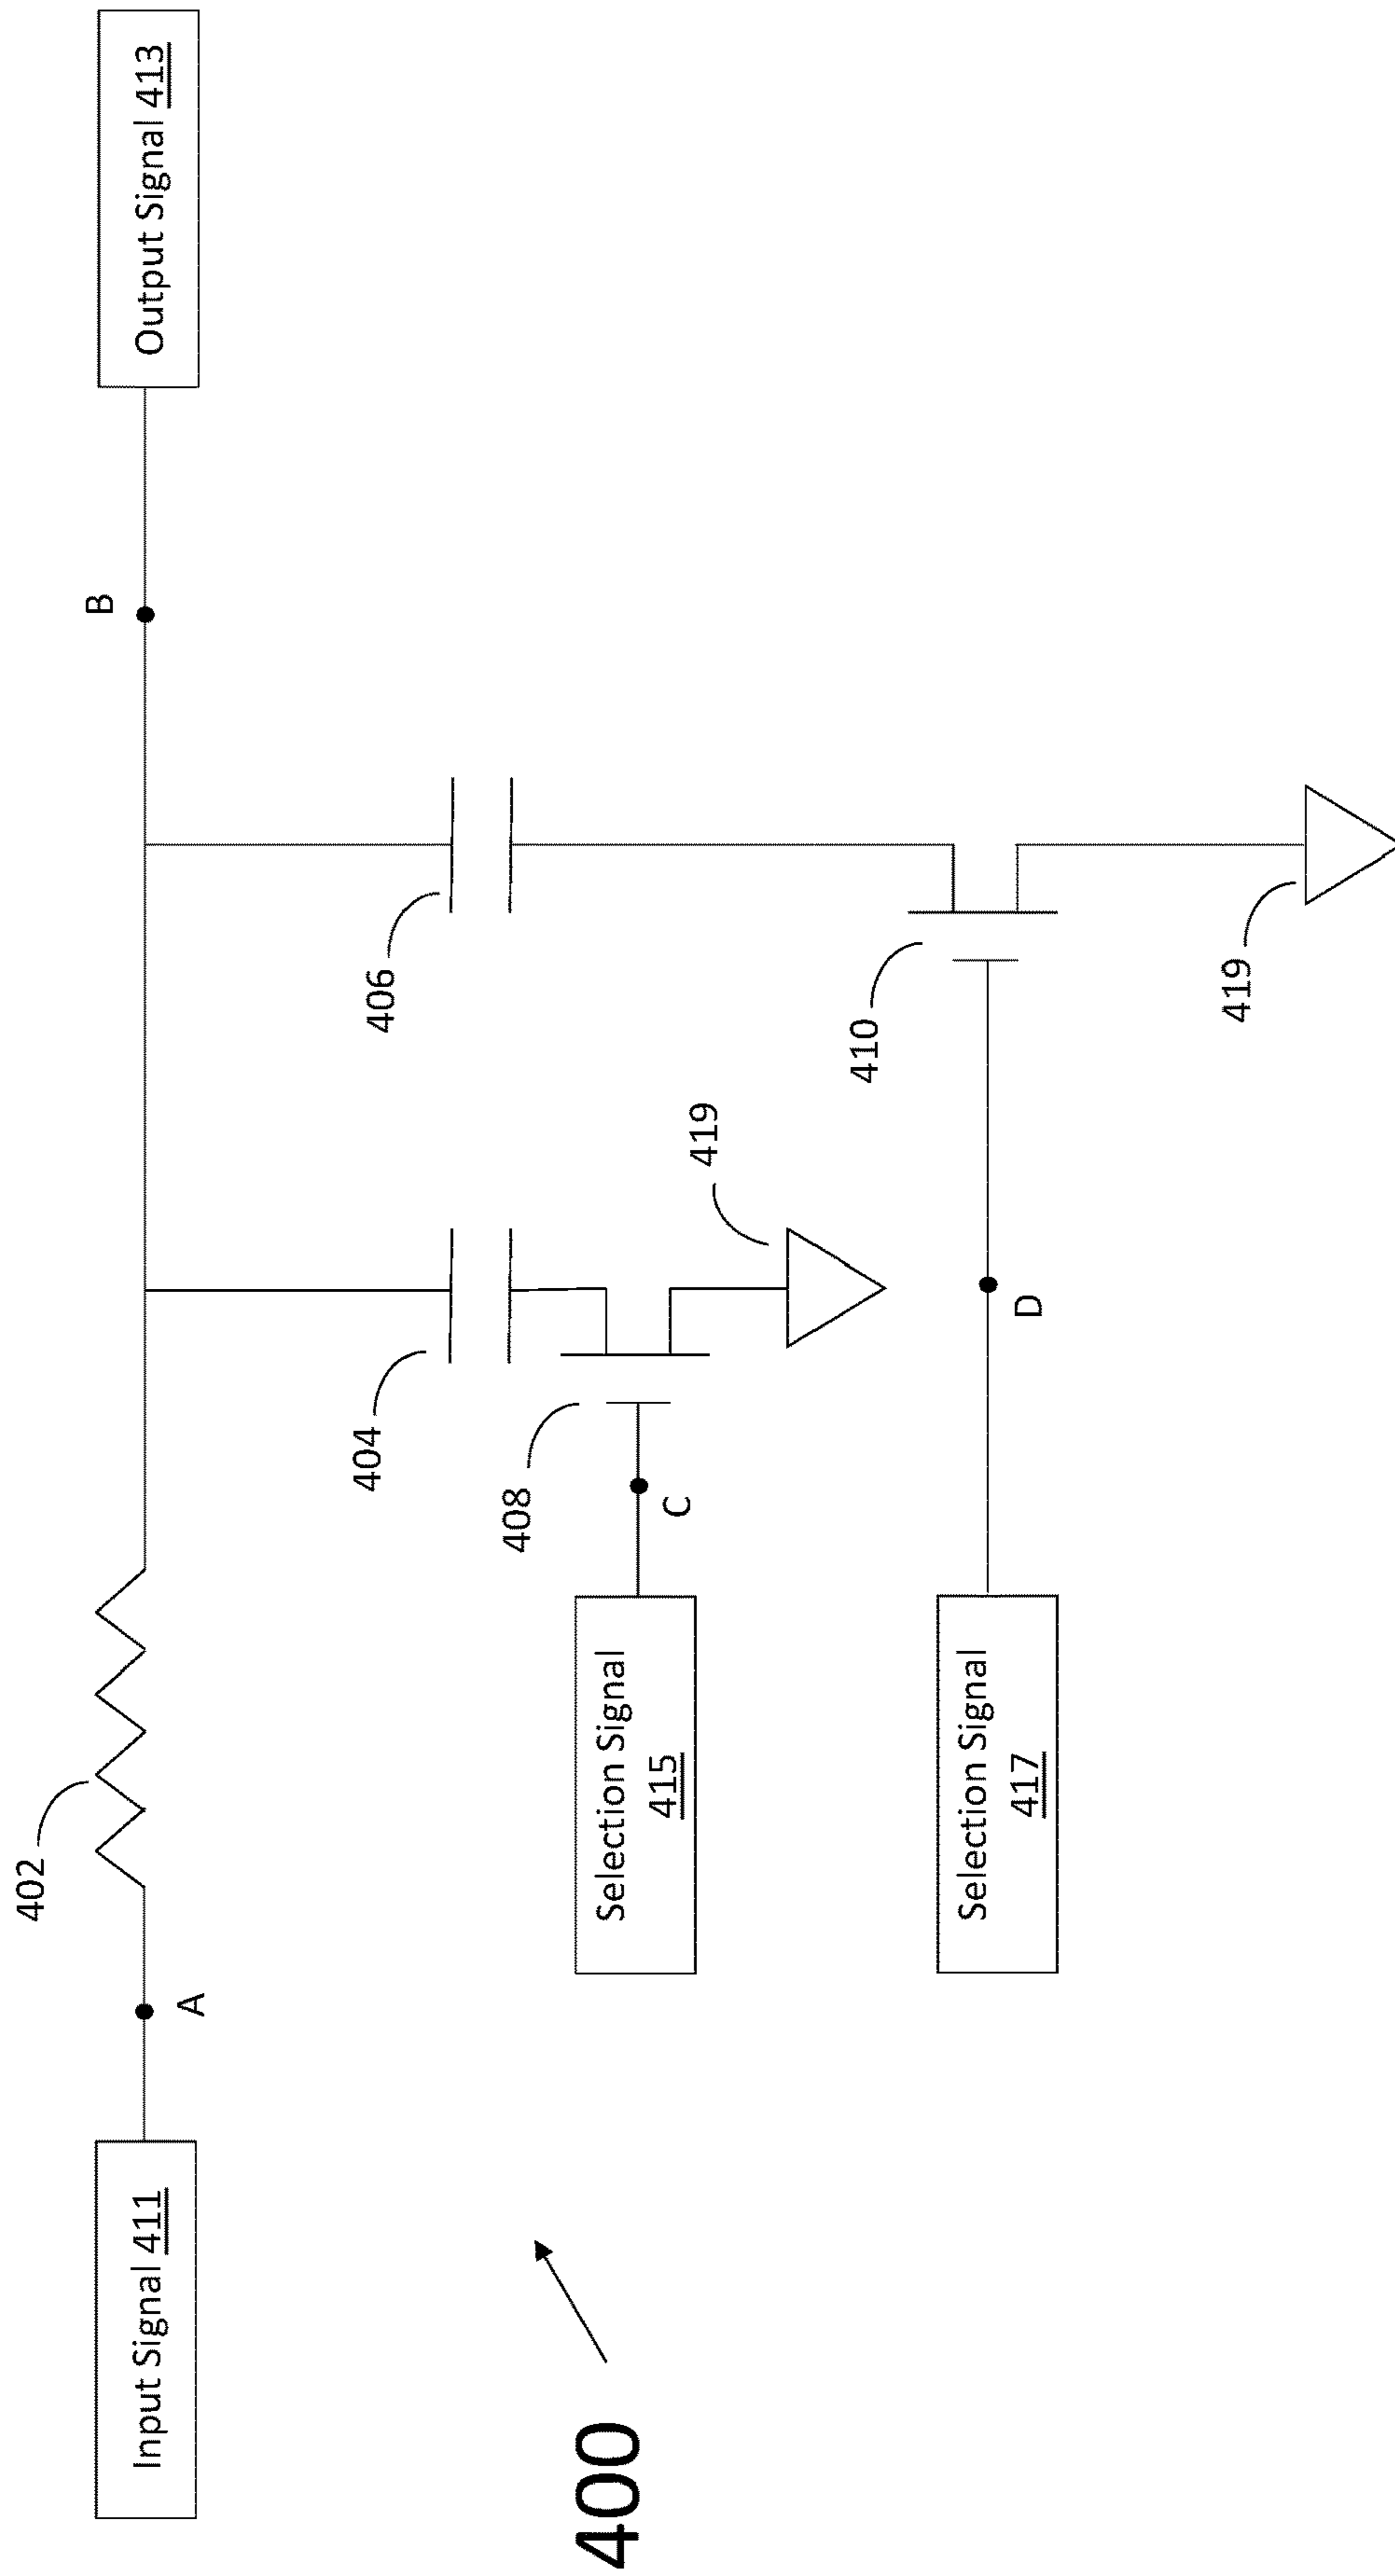 Input Signal 411
A
402
B
Output Signal 413
404
406
408
C
Selection Signal
415
419
410
D
Selection Signal
417
419
400